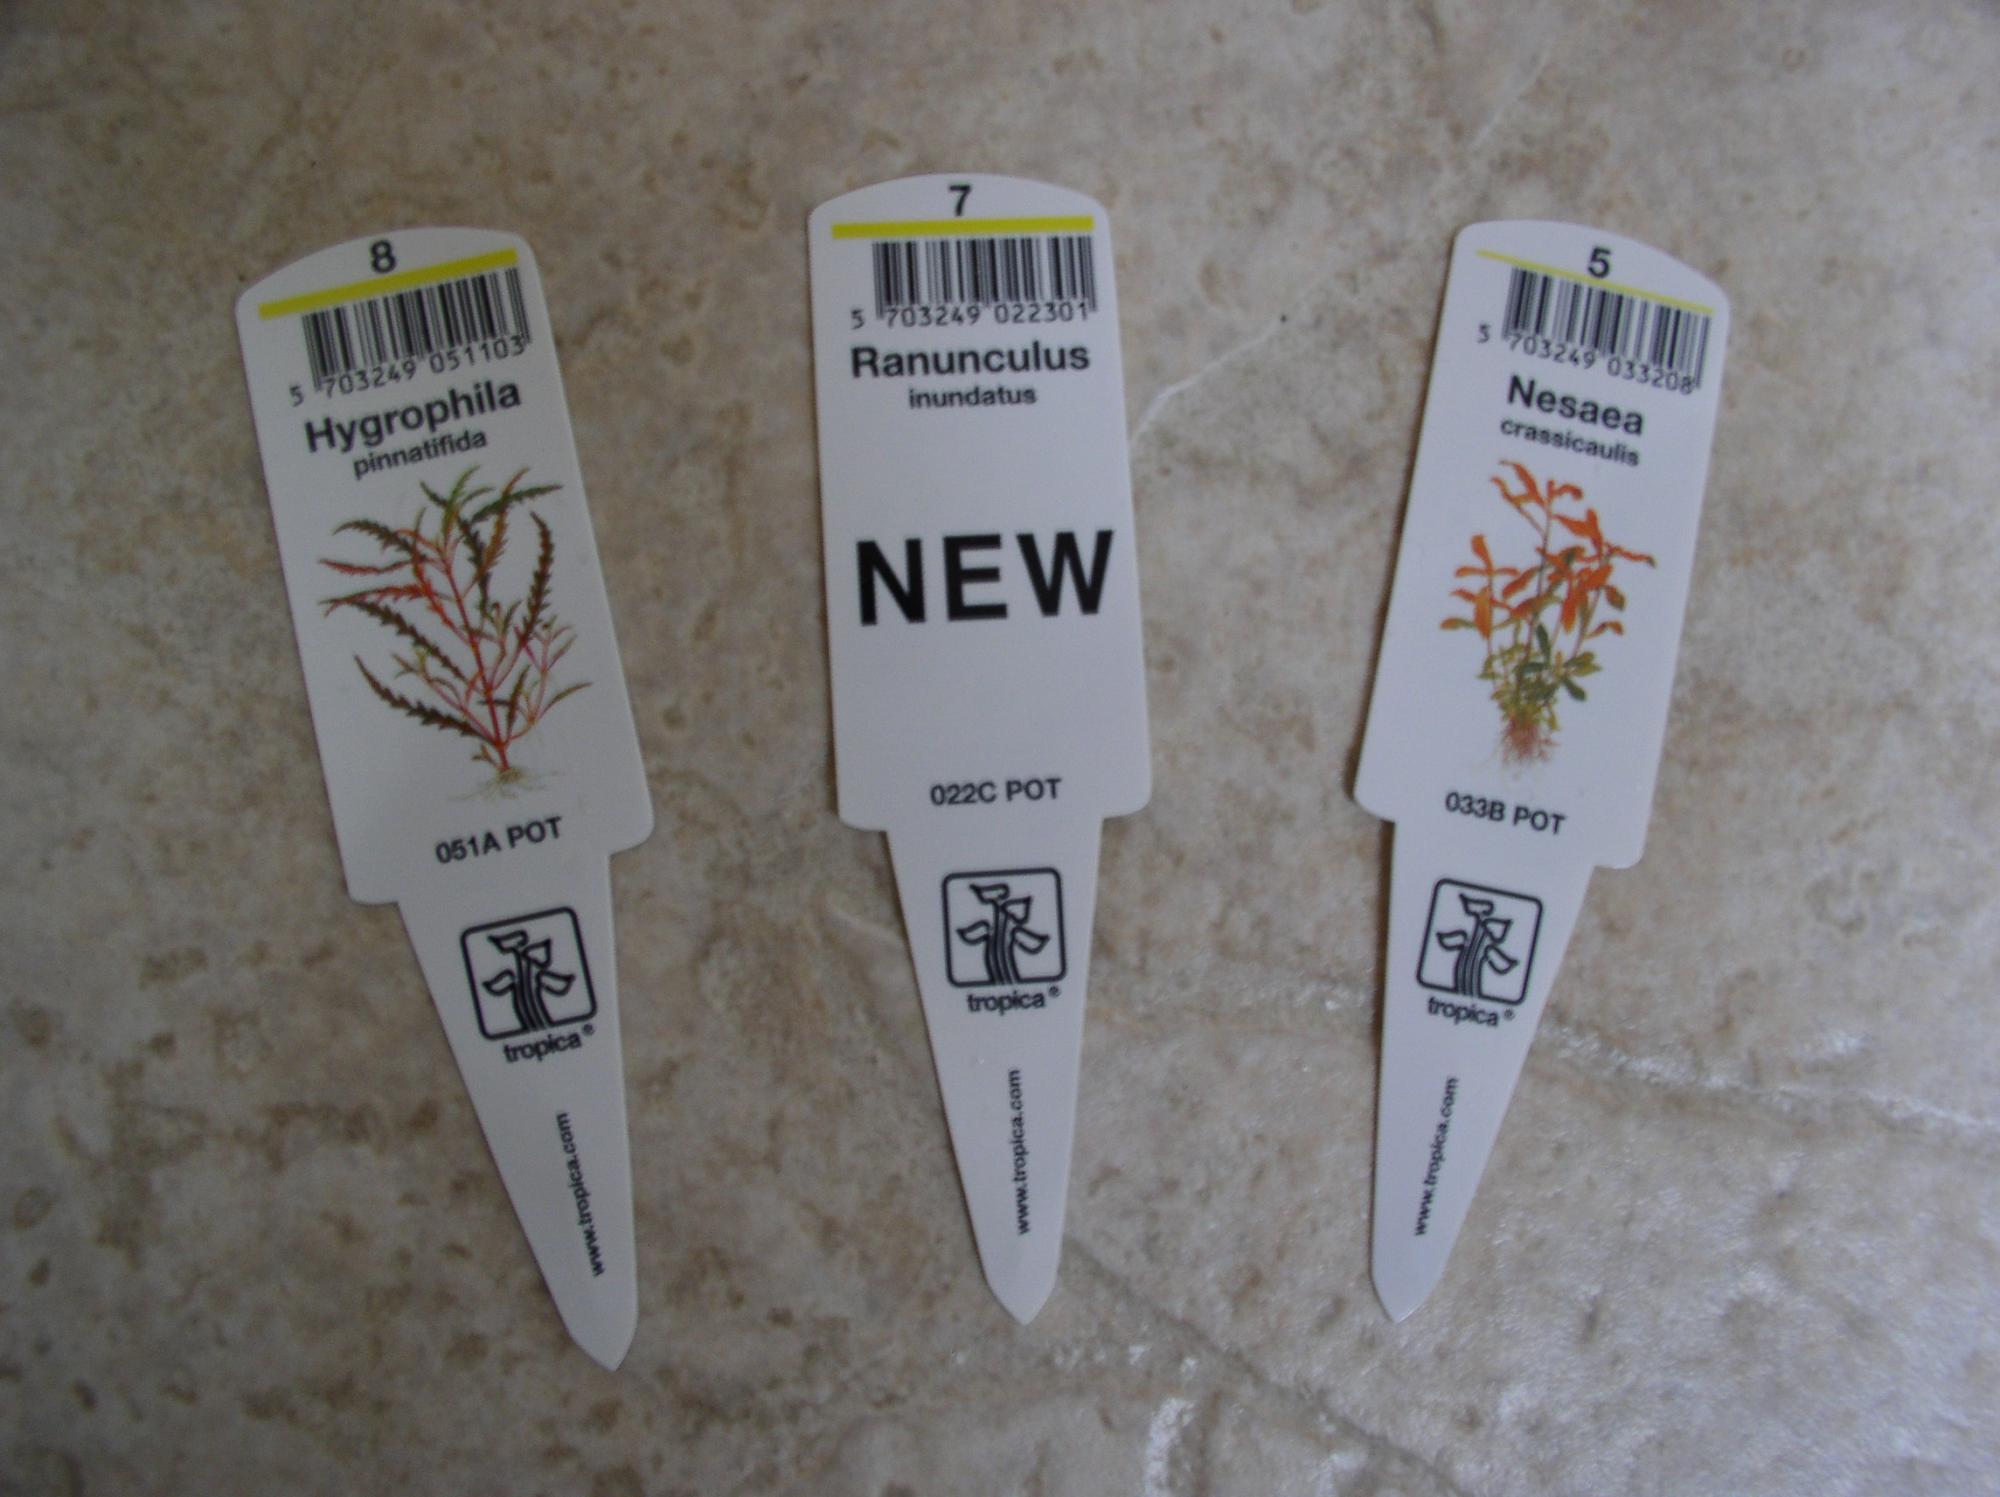 8
5 703249 051103
Hygrophila
pinnatifida
051A POT
tropica®
www.tropica.com
7
5 703249 022301
Ranunculus
inundatus
NEW
022C POT
tropica®
www.tropica.com
5
5 703249 033208
Nesaea
crassicaulis
033B POT
tropica®
www.tropica.com